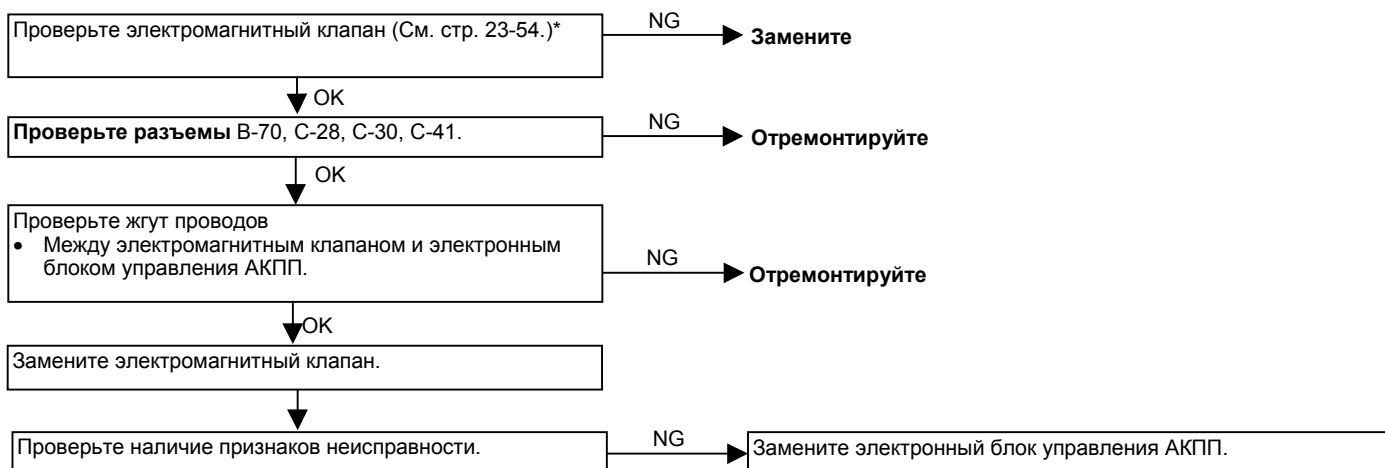 Проверьте электромагнитный клапан (См. стр. 23-54.)*
NG
Замените
OK
Проверьте разъемы B-70, C-28, C-30, C-41.
NG
Отремонтируйте
OK
Проверьте жгут проводов
• Между электромагнитным клапаном и электронным
блоком управления АКПП.
NG
Отремонтируйте
OK
Замените электромагнитный клапан.
Проверьте наличие признаков неисправности.
NG
Замените электронный блок управления АКПП.